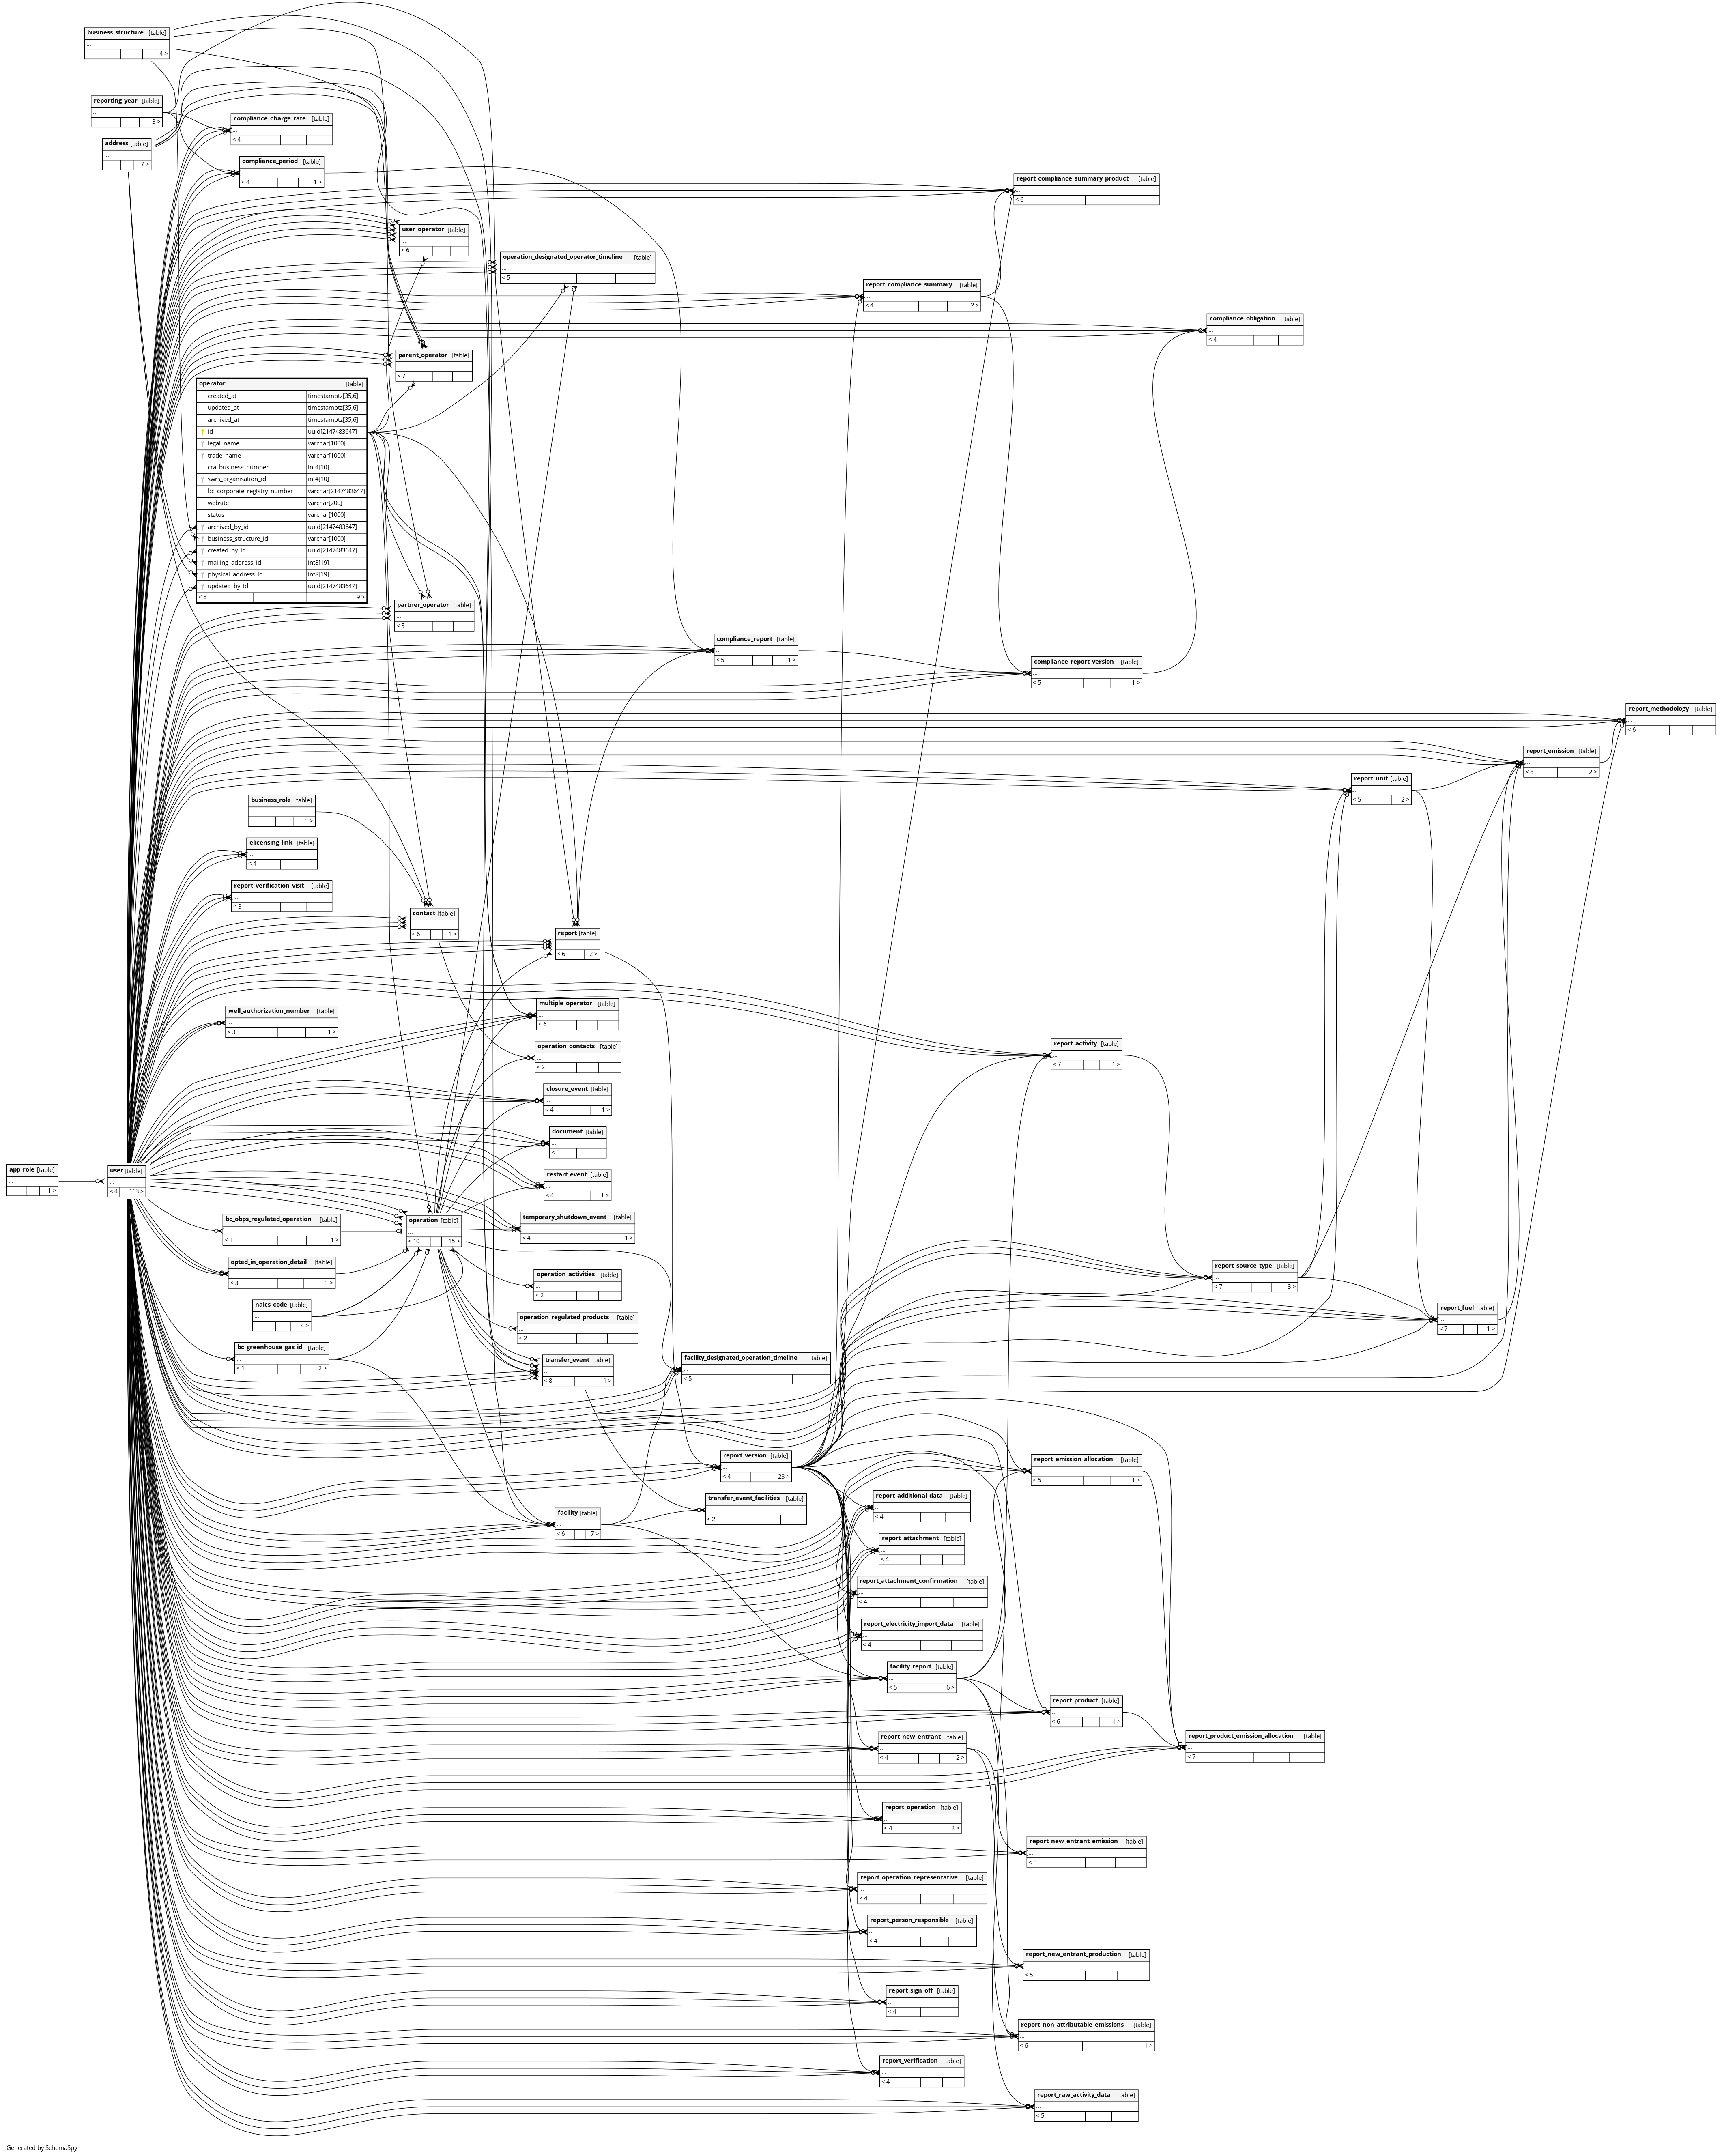 business_structure [table]
...
4 >
reporting_year [table]
...
3 >
compliance_charge_rate [table]
...
< 4
address [table]
...
7 >
compliance_period [table]
...
< 4 1 >
report_compliance_summary_product [table]
...
< 6
user_operator [table]
...
< 6
operation_designated_operator_timeline [table]
...
< 5
report_compliance_summary [table]
...
< 4 2 >
compliance_obligation [table]
...
< 4
parent_operator [table]
...
< 7
operator [table]
created_at timestamptz[35,6]
updated_at timestamptz[35,6]
archived_at timestamptz[35,6]
id uuid[2147483647]
legal_name varchar[1000]
trade_name varchar[1000]
cra_business_number int4[10]
swrs_organisation_id int4[10]
bc_corporate_registry_number varchar[2147483647]
website varchar[200]
status varchar[1000]
archived_by_id uuid[2147483647]
business_structure_id varchar[1000]
created_by_id uuid[2147483647]
mailing_address_id int8[19]
physical_address_id int8[19]
updated_by_id uuid[2147483647]
< 6 9 >
partner_operator [table]
...
< 5
compliance_report [table]
...
< 5 1 >
compliance_report_version [table]
...
< 5 1 >
report_methodology [table]
...
< 6
report_emission [table]
...
< 8 2 >
report_unit [table]
...
< 5 2 >
business_role [table]
...
1 >
elicensing_link [table]
...
< 4
report_verification_visit [table]
...
< 3
contact [table]
...
< 6 1 >
report [table]
...
< 6 2 >
multiple_operator [table]
...
< 6
well_authorization_number [table]
...
< 3 1 >
operation_contacts [table]
...
< 2
report_activity [table]
...
< 7 1 >
closure_event [table]
...
< 4 1 >
document [table]
...
< 5
app_role [table]
...
1 >
user [table]
...
< 4 163 >
restart_event [table]
...
< 4 1 >
bc_obps_regulated_operation [table]
...
< 1 1 >
operation [table]
...
< 10 15 >
temporary_shutdown_event [table]
...
< 4 1 >
opted_in_operation_detail [table]
...
< 3 1 >
operation_activities [table]
...
< 2
report_source_type [table]
...
< 7 3 >
naics_code [table]
...
4 >
operation_regulated_products [table]
...
< 2
report_fuel [table]
...
< 7 1 >
bc_greenhouse_gas_id [table]
...
< 1 2 >
transfer_event [table]
...
< 8 1 >
facility_designated_operation_timeline [table]
...
< 5
report_version [table]
...
< 4 23 >
report_emission_allocation [table]
...
< 5 1 >
transfer_event_facilities [table]
...
< 2
report_additional_data [table]
...
< 4
facility [table]
...
< 6 7 >
report_attachment [table]
...
< 4
report_attachment_confirmation [table]
...
< 4
report_electricity_import_data [table]
...
< 4
facility_report [table]
...
< 5 6 >
report_product [table]
...
< 6 1 >
report_new_entrant [table]
...
< 4 2 >
report_product_emission_allocation [table]
...
< 7
report_operation [table]
...
< 4 2 >
report_new_entrant_emission [table]
...
< 5
report_operation_representative [table]
...
< 4
report_person_responsible [table]
...
< 4
report_new_entrant_production [table]
...
< 5
report_sign_off [table]
...
< 4
report_non_attributable_emissions [table]
...
< 6 1 >
report_verification [table]
...
< 4
report_raw_activity_data [table]
...
< 5
Generated by SchemaSpy